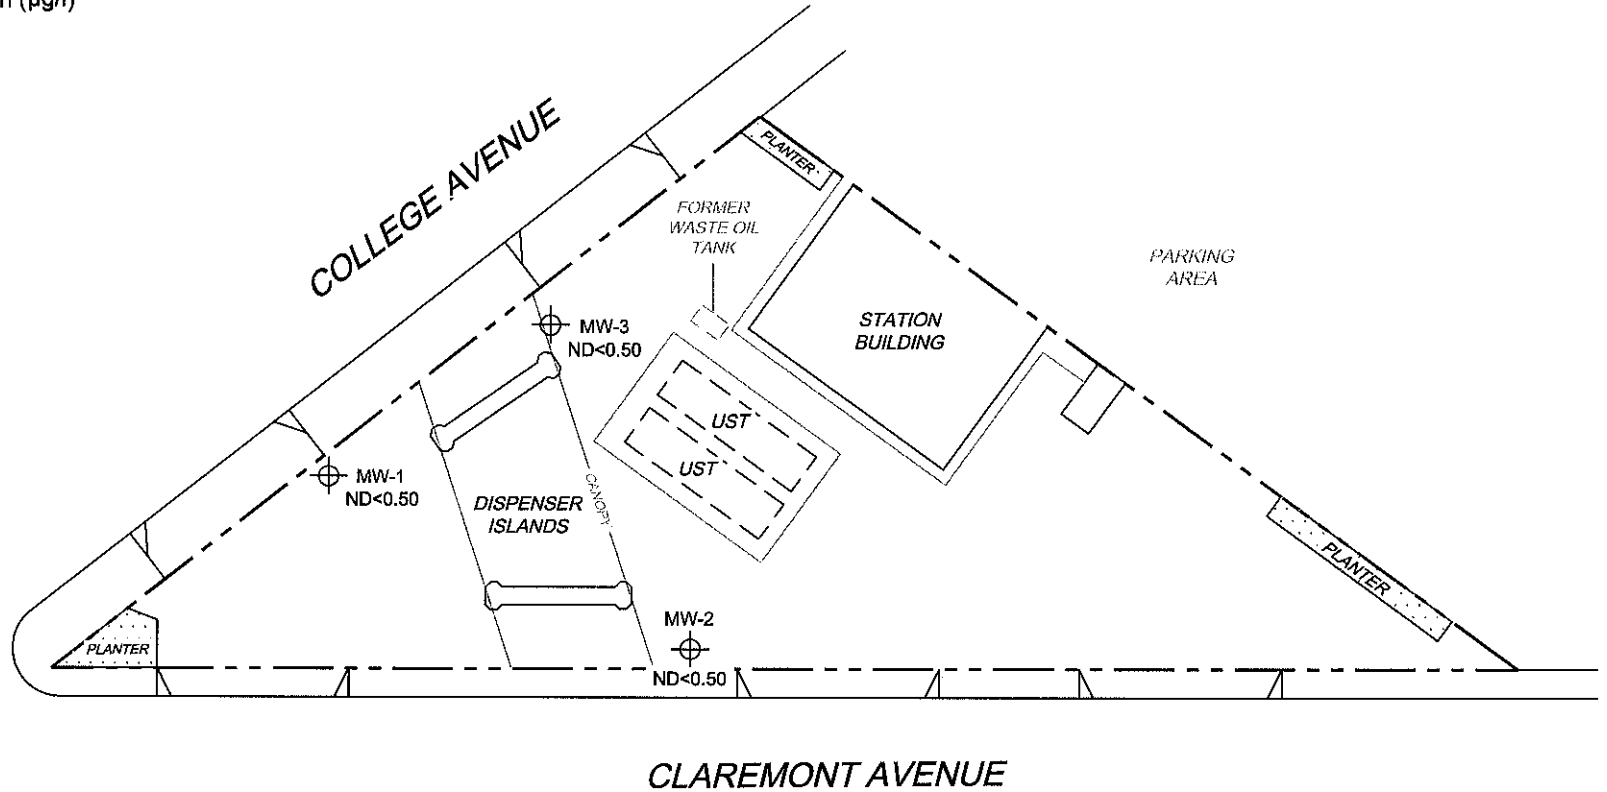 (µg/l)
COLLEGE AVENUE
PLANTER
FORMER
WASTE OIL
TANK
PARKING
AREA
STATION
BUILDING
MW-3
ND<0.50
UST
UST
MW-1
ND<0.50
CANOPY
DISPENSER
ISLANDS
PLANTER
MW-2
ND<0.50
PLANTER
CLAREMONT AVENUE